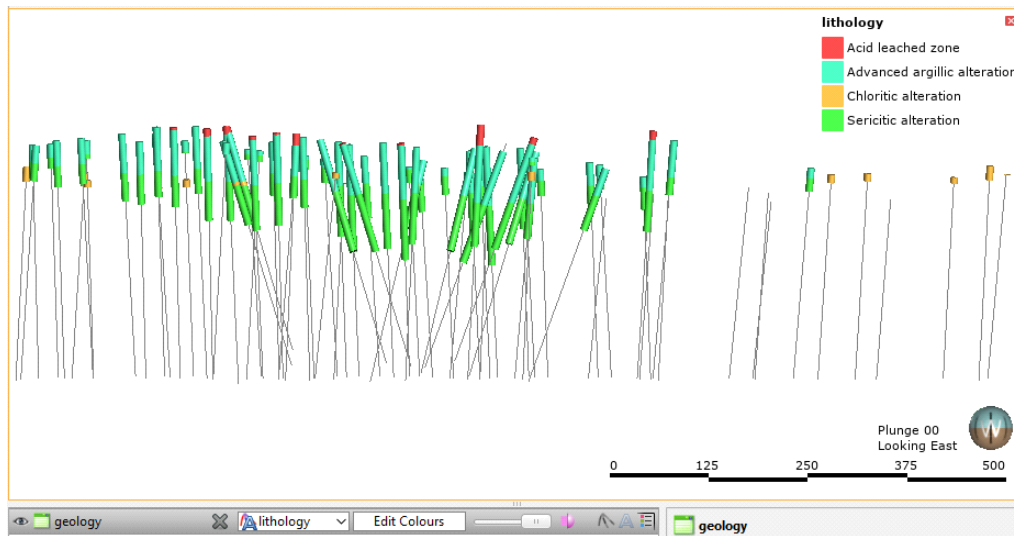 lithology
Acid leached zone
Advanced argillic alteration
Chloritic alteration
Sericitic alteration
W
Plunge 00
Looking East
0 125 250 375 500
geology lithology Edit Colours geology